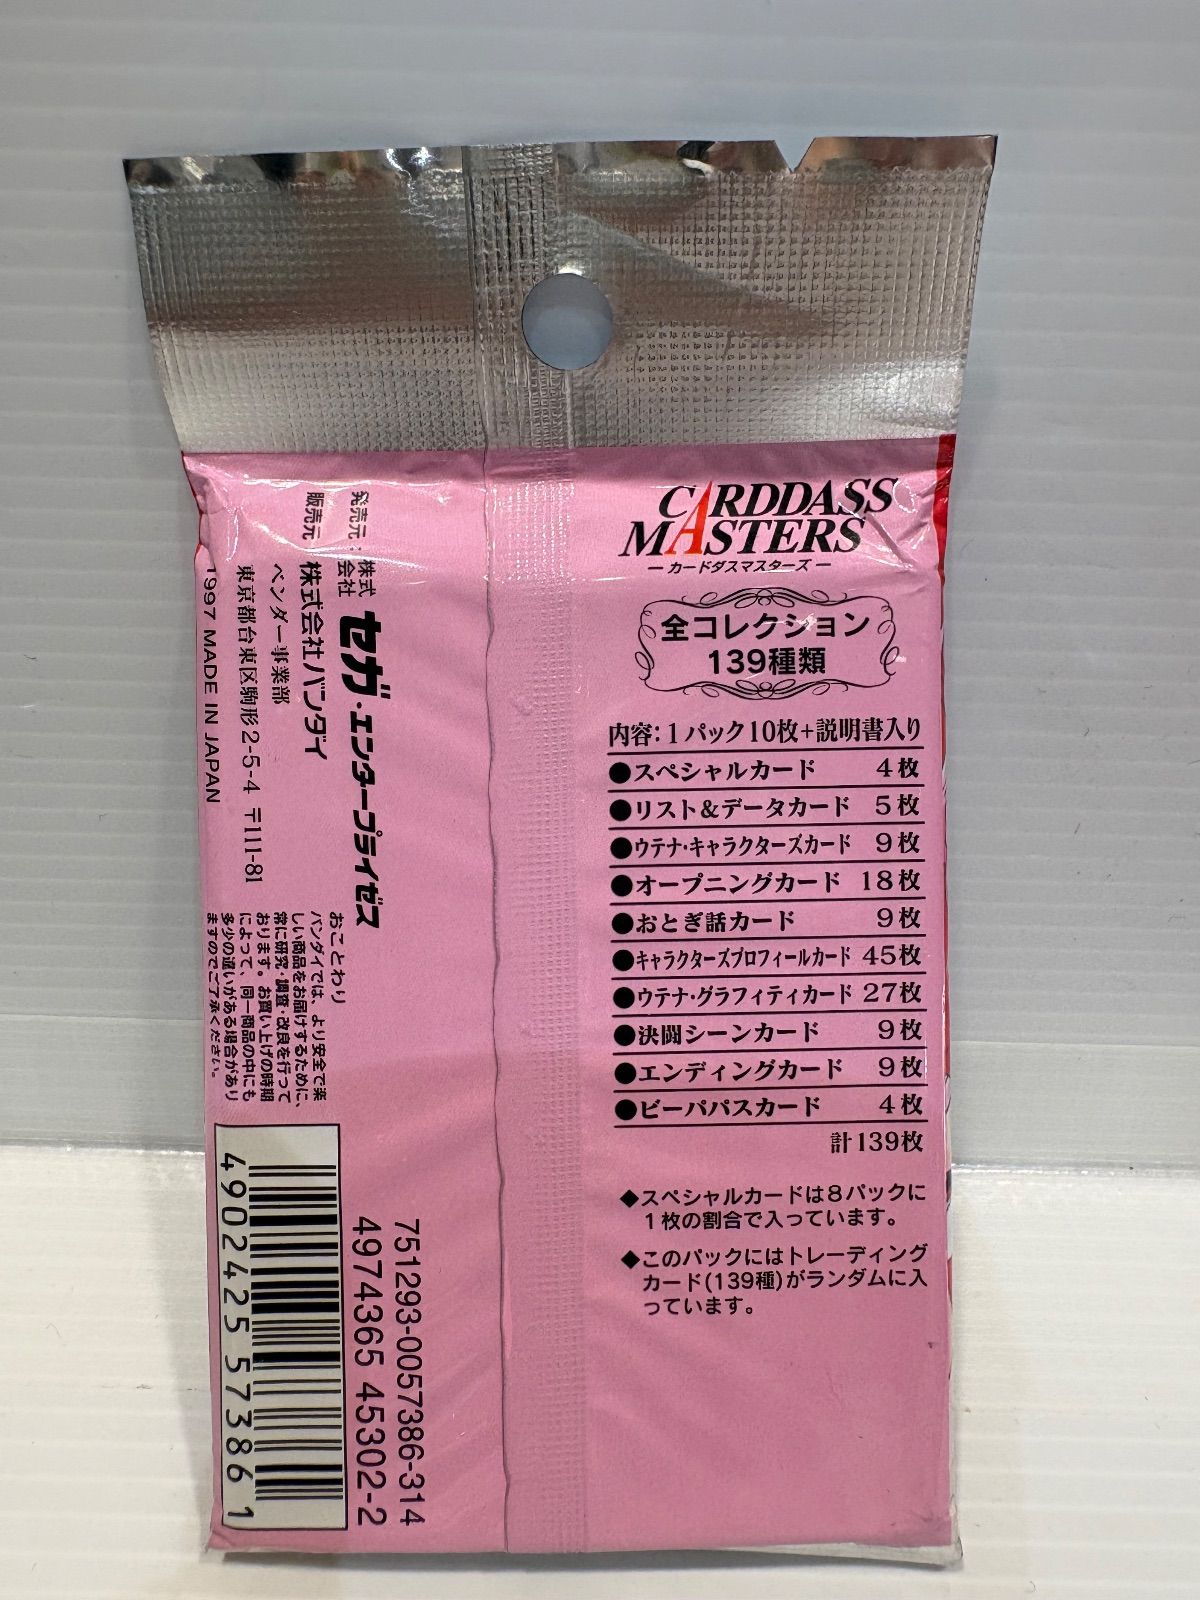 CARDDASS
MASTERS
ーカードダスマスターズー
全コレクション
139種類
内容:1パック10枚+説明書入り
●スペシャルカード 4枚
●リスト&データカード 5枚
●ウテナ・キャラクターズカード 9枚
●オープニングカード 18枚
●おとぎ話カード 9枚
●キャラクターズプロフィールカード 45枚
●ウテナ・グラフィティカード 27枚
●決闘シーンカード 9枚
●エンディングカード 9枚
●ビーパパスカード 4枚
計139枚
◆スペシャルカードは8パックに
1枚の割合で入っています。
◆このパックにはトレーディング
カード(139種)がランダムに入
っています。
発売元:株式会社 セガ・エンタープライゼス
販売元 株式会社バンダイ
ベンダー事業部
東京都台東区駒形2-5-4 〒111-81
1997 MADE IN JAPAN
おことわり
バンダイでは、より安全で楽
しい商品をお届けするために、
常に研究・調査・改良を行って
おります。お買い上げの時期
によって、同一商品の中にも
多少の違いがある場合があり
ますのでご了承ください。
751293-0057386-314
4974365 45302-2
4902425 573861